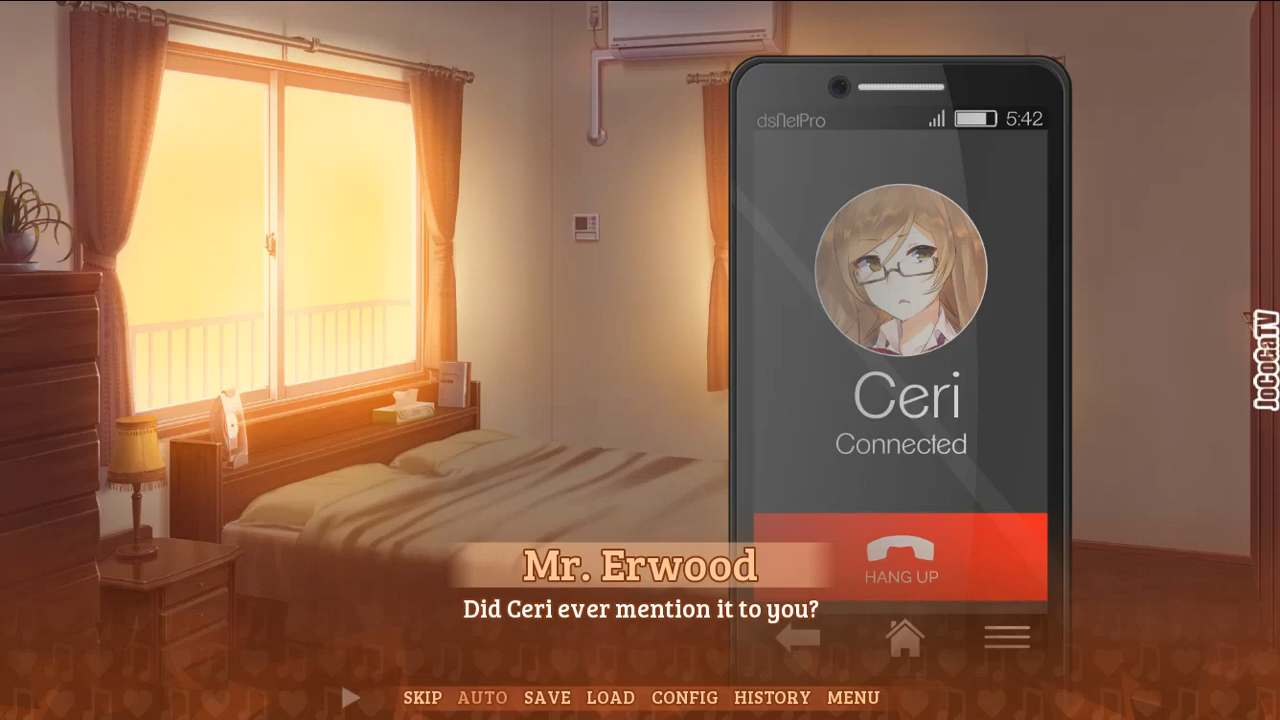 dsNetPro
5:42
Ceri
Connected
HANG UP
Mr. Erwood
Did Ceri ever mention it to you?
SKIP AUTO SAVE LOAD CONFIG HISTORY MENU
JoCoGaTV